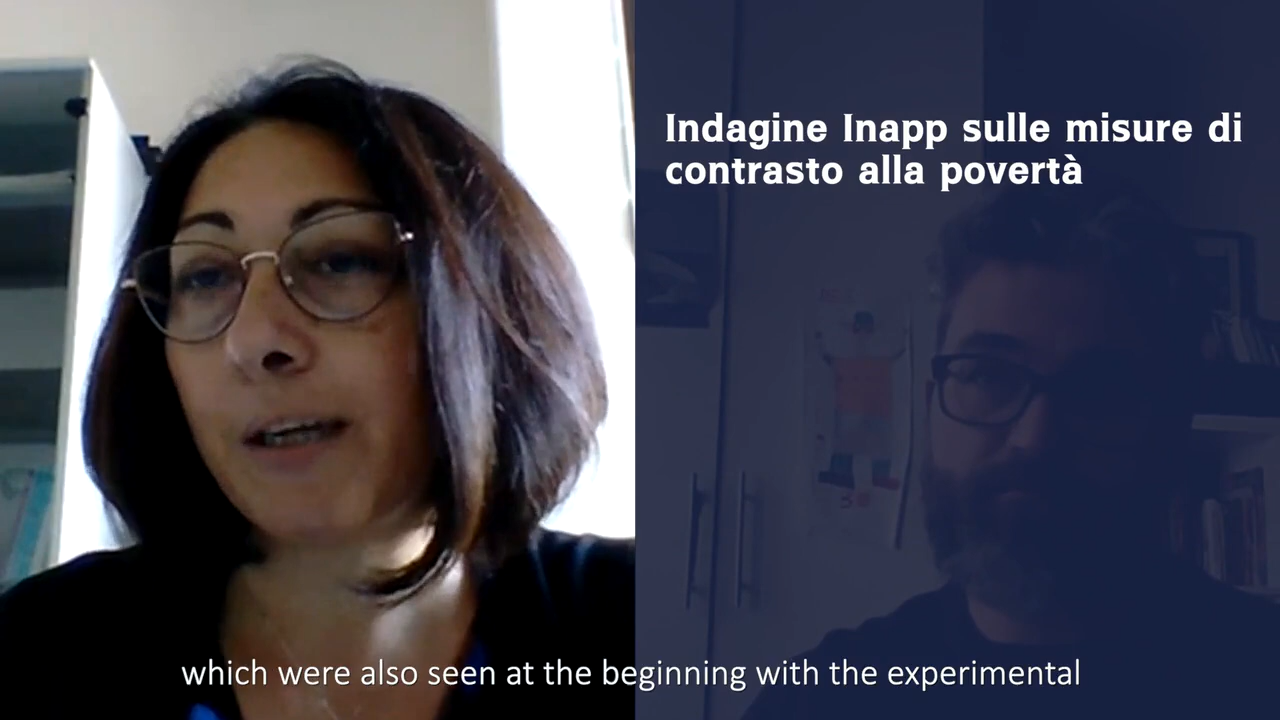 Indagine Inapp sulle misure di
contrasto alla povertà
which were also seen at the beginning with the experimental